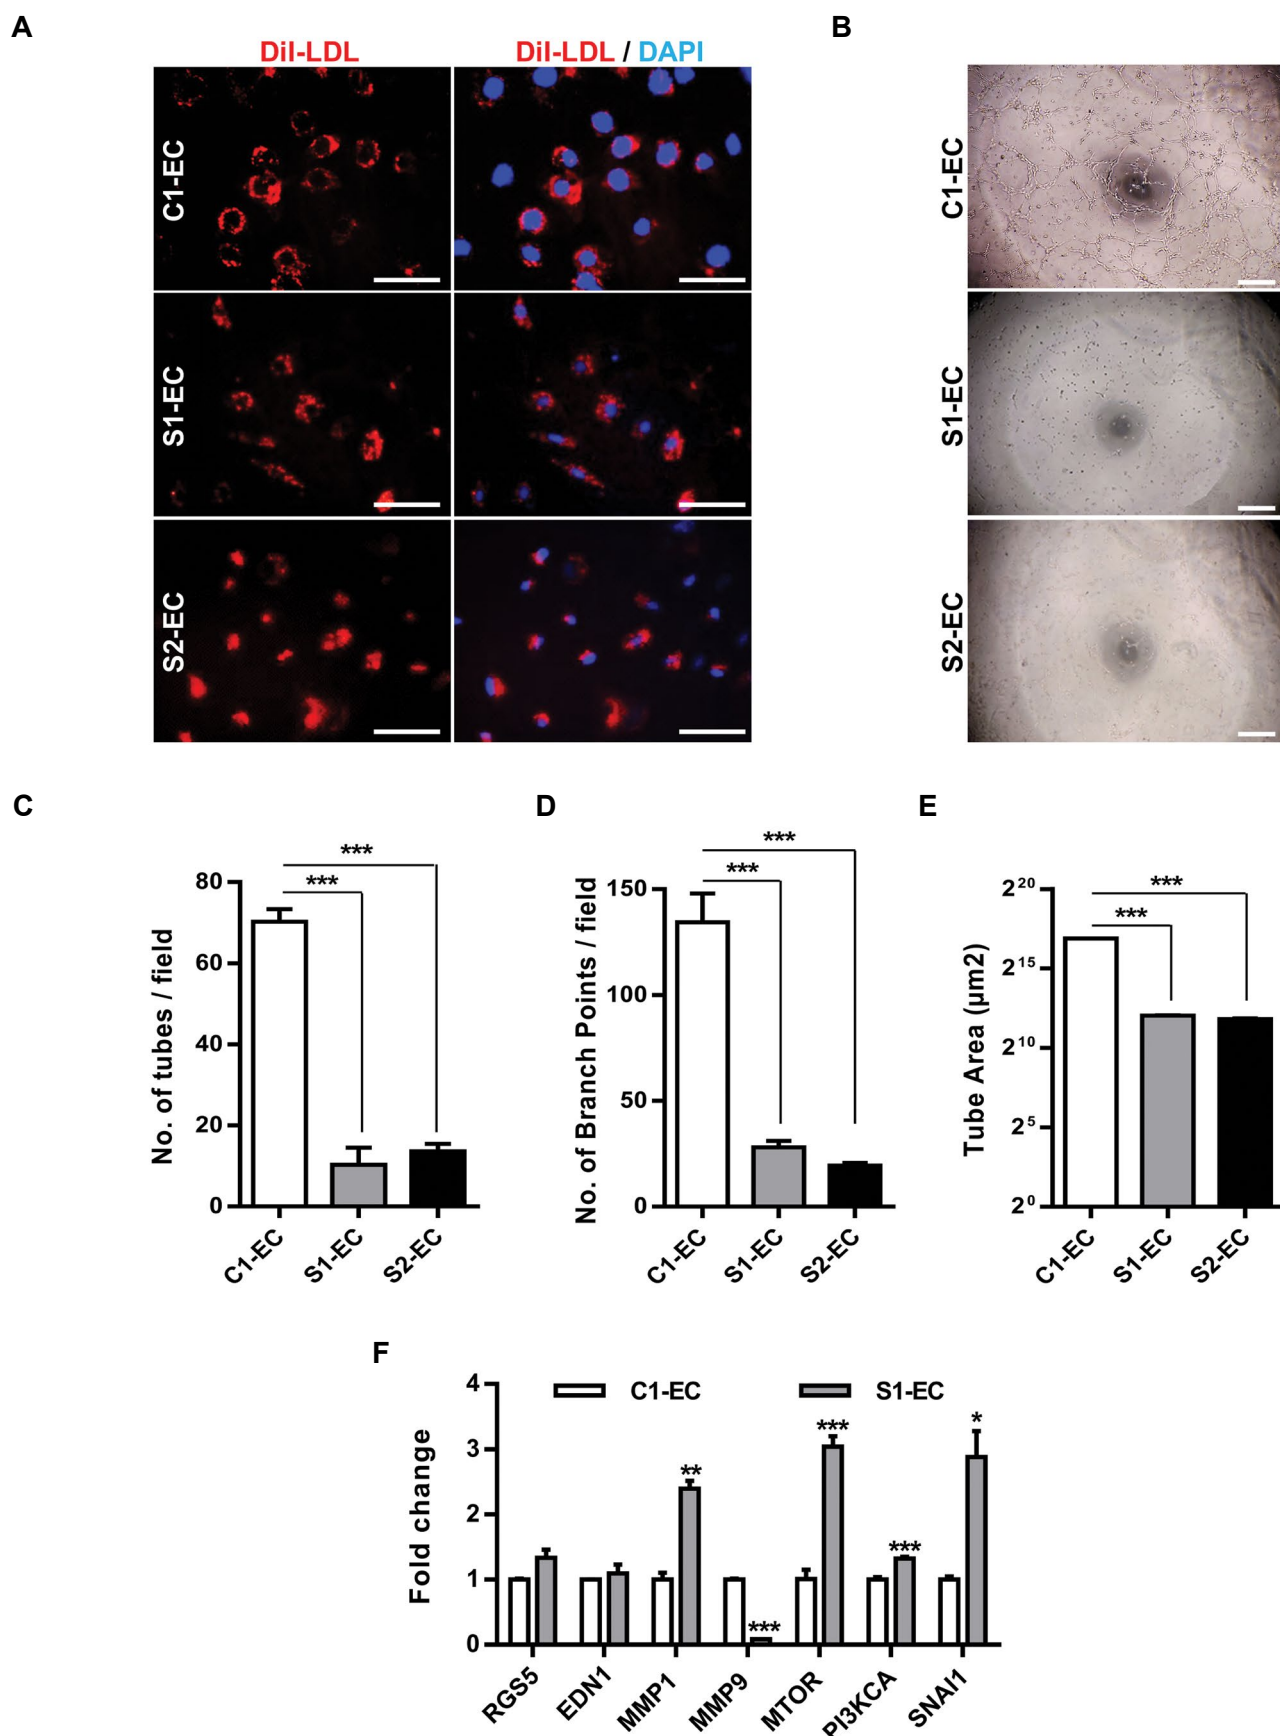 A
B
DiI-LDL
DiI-LDL / DAPI
C1-EC
S1-EC
S2-EC
C1-EC
S1-EC
S2-EC
C
D
E
No. of tubes / field
80
60
40
20
0
***
***
C1-EC
S1-EC
S2-EC
No. of Branch Points / field
150
100
50
0
***
***
C1-EC
S1-EC
S2-EC
Tube Area (µm2)
2²⁰
2¹⁵
2¹⁰
2⁵
2⁰
***
***
C1-EC
S1-EC
S2-EC
F
C1-EC
S1-EC
Fold change
4
3
2
1
0
**
***
***
***
*
RGS5
EDN1
MMP1
MMP9
MTOR
PI3KCA
SNAI1